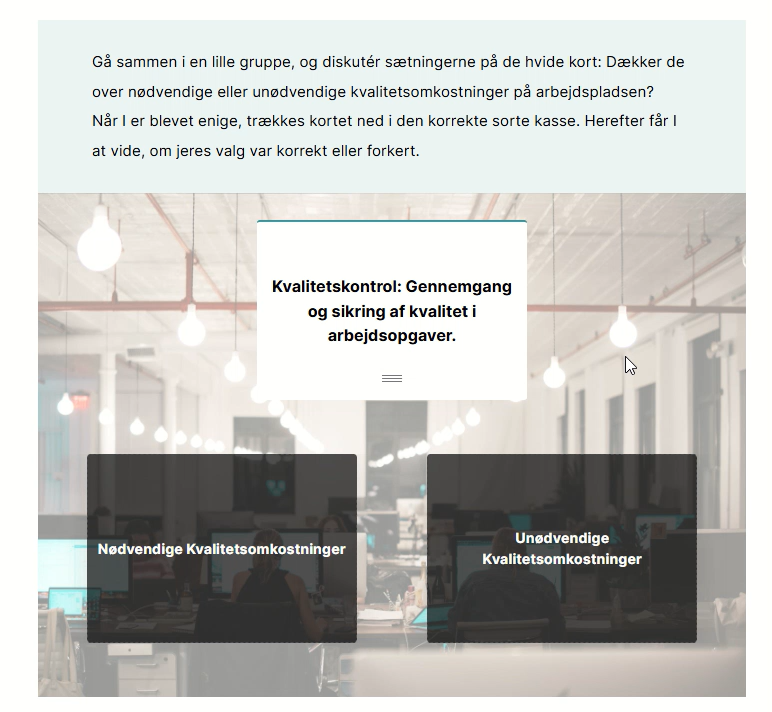 Gå sammen i en lille gruppe, og diskutér sætningerne på de hvide kort: Dækker de
over nødvendige eller unødvendige kvalitetsomkostninger på arbejdspladsen?
Når I er blevet enige, trækkes kortet ned i den korrekte sorte kasse. Herefter får I
at vide, om jeres valg var korrekt eller forkert.
Kvalitetskontrol: Gennemgang
og sikring af kvalitet i
arbejdsopgaver.
Nødvendige Kvalitetsomkostninger
Unødvendige
Kvalitetsomkostninger